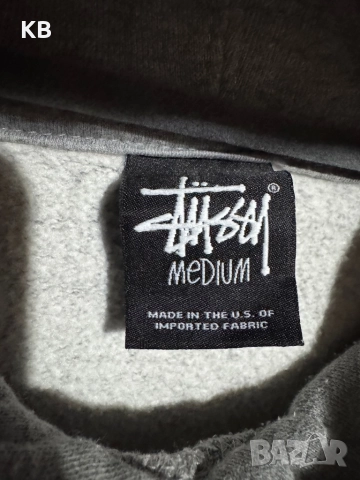 KB
STÜSSY ®
MEDIUM
MADE IN THE U.S. OF
IMPORTED FABRIC
BAZAR